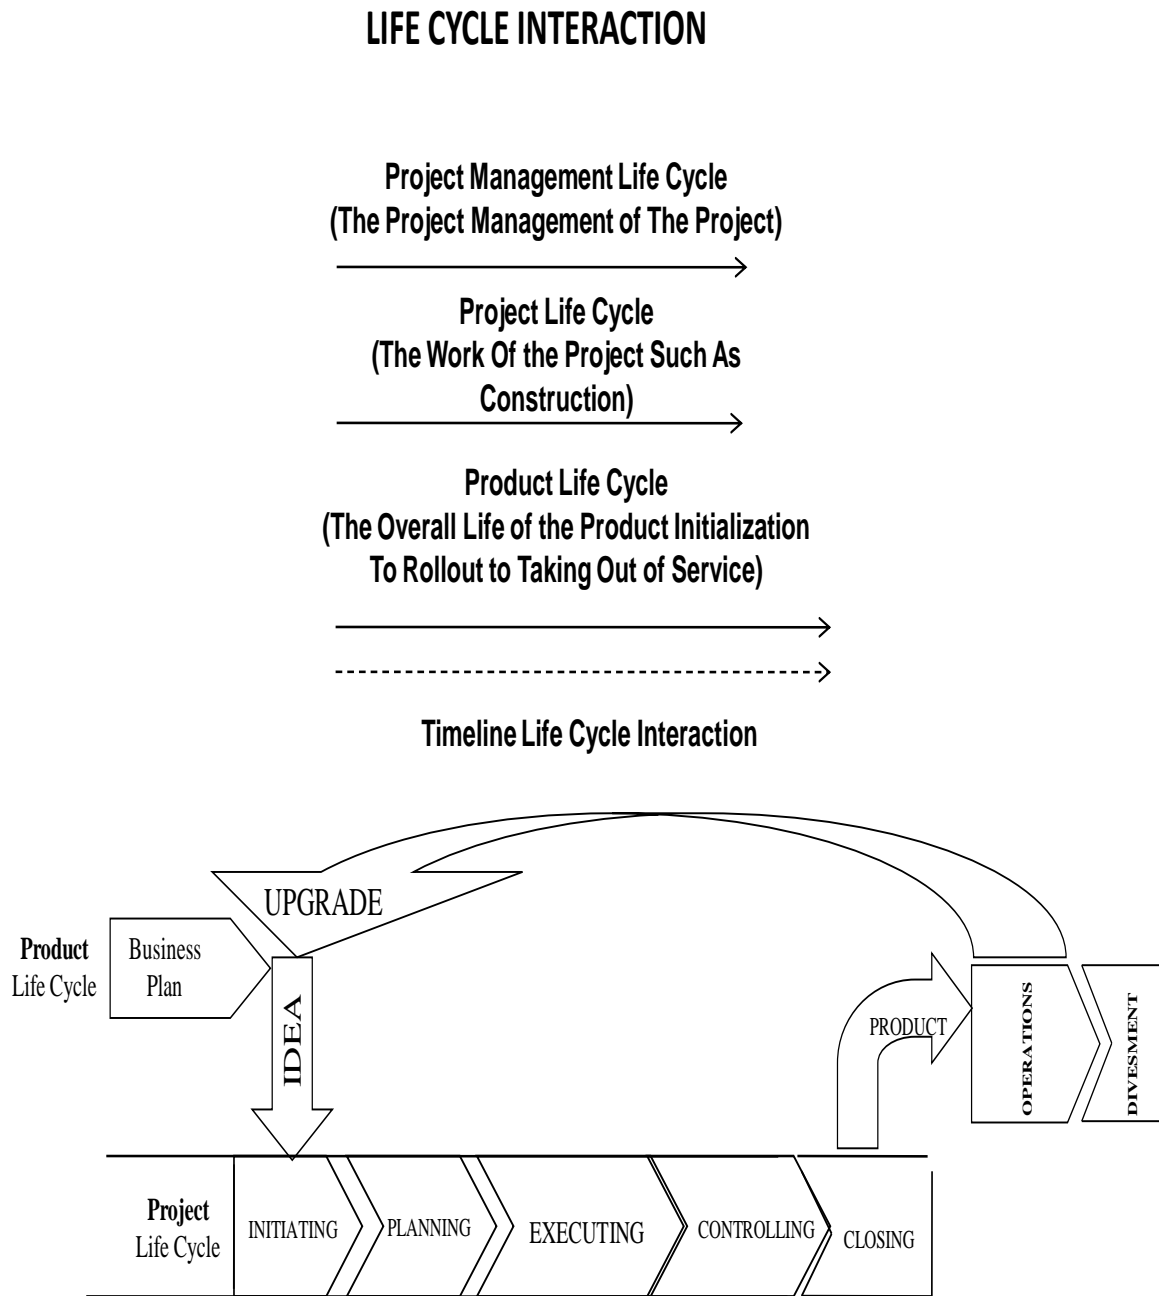 LIFE CYCLE INTERACTION
Project Management Life Cycle
(The Project Management of The Project)
Project Life Cycle
(The Work Of the Project Such As
Construction)
Product Life Cycle
(The Overall Life of the Product Initialization
To Rollout to Taking Out of Service)
Timeline Life Cycle Interaction
UPGRADE
Product
Life Cycle
Business
Plan
IDEA
PRODUCT
OPERATIONS
DIVESMENT
Project
Life Cycle
INITIATING
PLANNING
EXECUTING
CONTROLLING
CLOSING